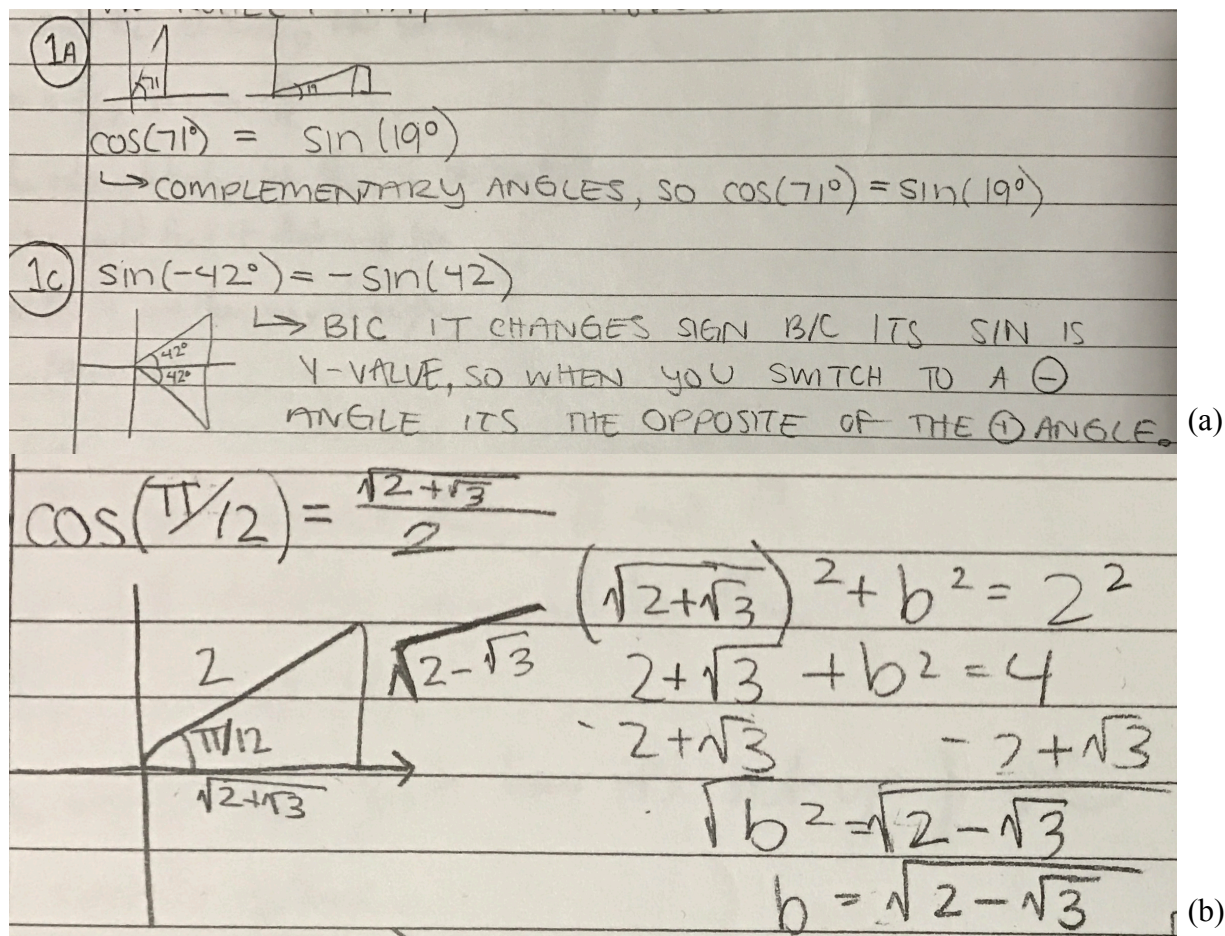 1A
71 19
cos(71°) = sin(19°)
↳ COMPLEMENTARY ANGLES, SO cos(71°) = sin(19°)
1C sin(-42°) = -sin(42)
↳ B/C IT CHANGES SIGN B/C ITS SIN IS
42°
42°
Y-VALUE, SO WHEN YOU SWITCH TO A ⊖
ANGLE ITS THE OPPOSITE OF THE ⊕ ANGLE.
(a)
cos(π/12) = √(2+√3)/2
2
π/12
√(2+√3)
√(2-√3)
(√(2+√3))² + b² = 2²
2+√3 + b² = 4
- 2+√3 - 2+√3
√b² = √(2-√3)
b = √(2-√3)
(b)